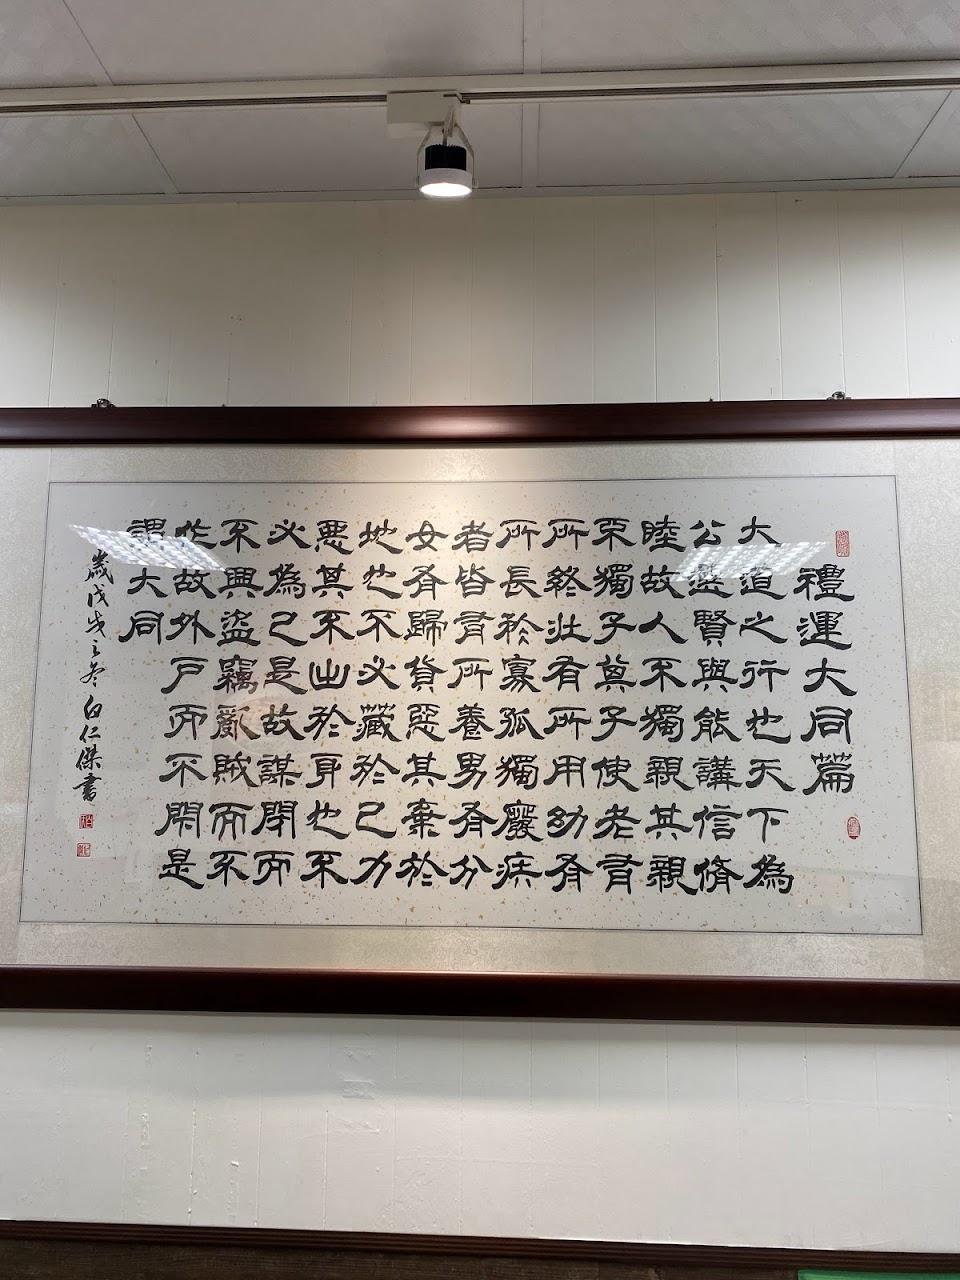 禮運大同篇
大道之行也天下為
公選賢與能講信脩
睦故人不獨親其親
不獨子其子使老有
所終壯有所用幼有
所長矜寡孤獨廢疾
者皆有所養男有分
女有歸貨惡其棄於
地也不必藏於己力
惡其不出於身也不
必為己是故謀閉而
不興盜竊亂賊而不
作故外戶而不閉是
謂大同
歲戊戌之冬白仁傑書